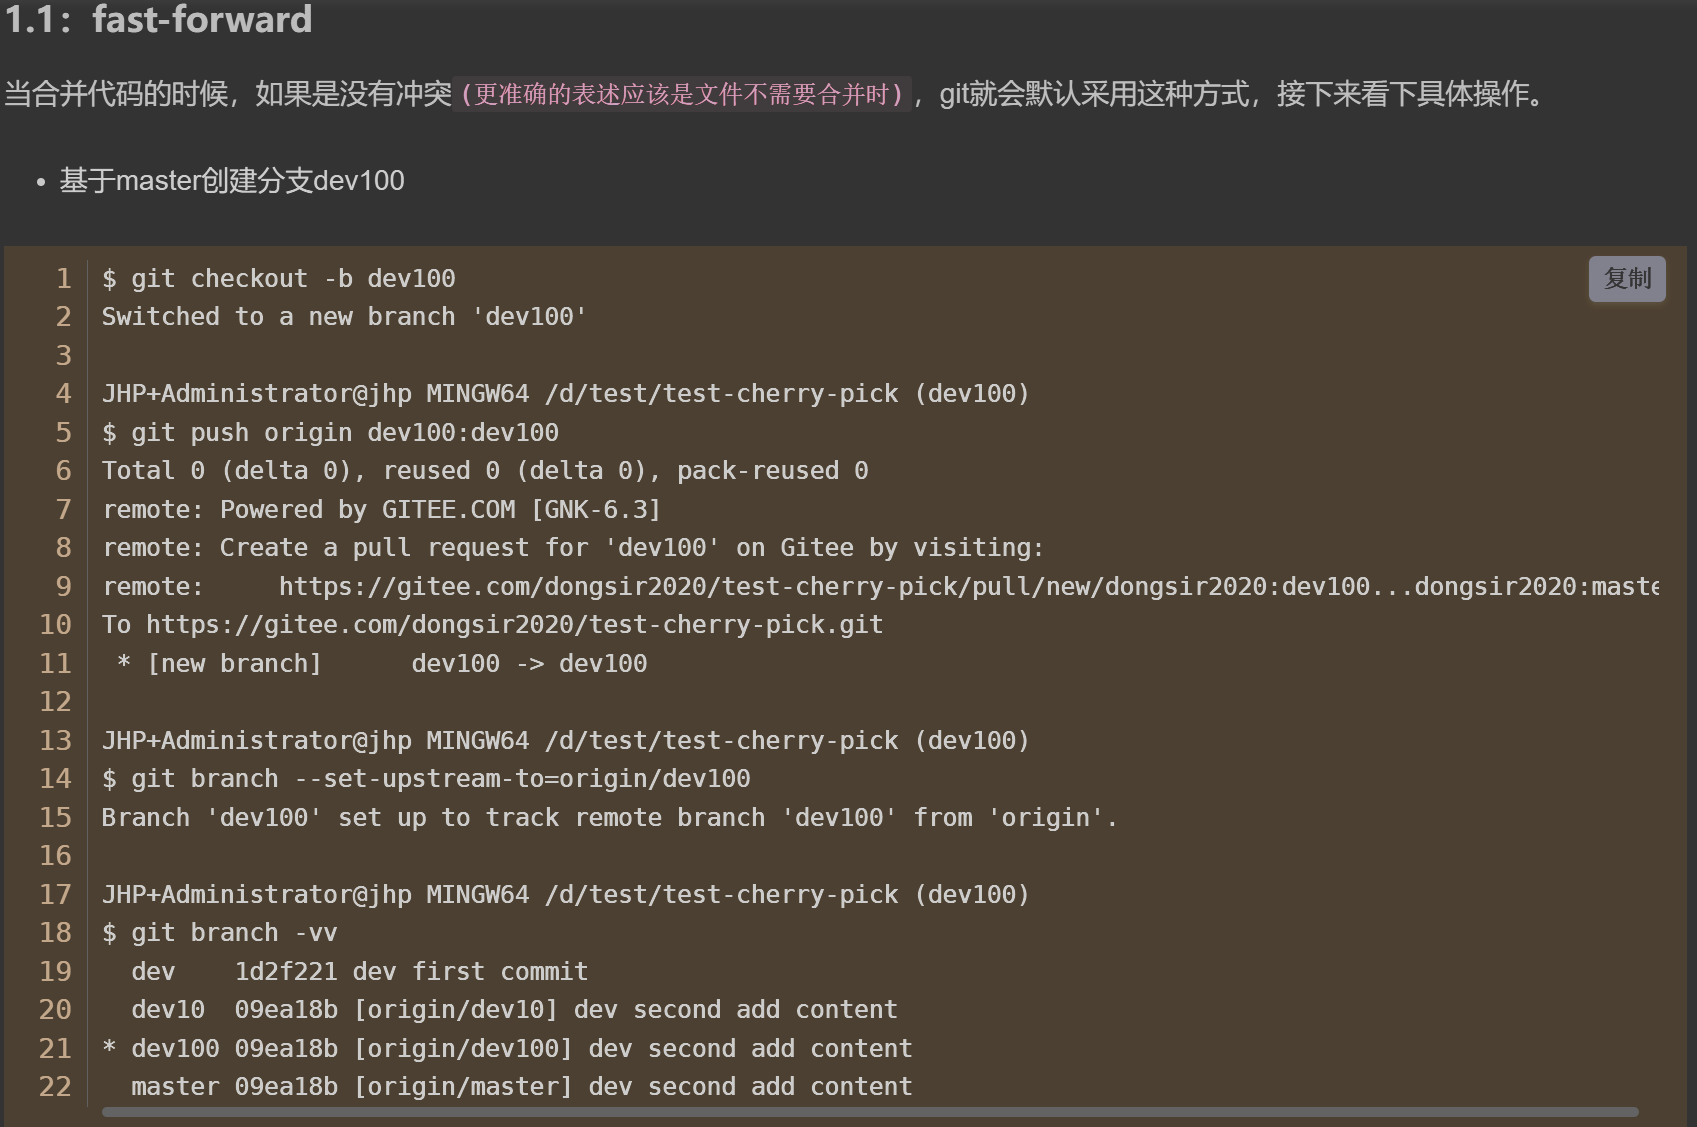 1.1：fast-forward
当合并代码的时候，如果是没有冲突(更准确的表述应该是文件不需要合并时)，git就会默认采用这种方式，接下来看下具体操作。
• 基于master创建分支dev100
复制
1 $ git checkout -b dev100
2 Switched to a new branch 'dev100'
3
4 JHP+Administrator@jhp MINGW64 /d/test/test-cherry-pick (dev100)
5 $ git push origin dev100:dev100
6 Total 0 (delta 0), reused 0 (delta 0), pack-reused 0
7 remote: Powered by GITEE.COM [GNK-6.3]
8 remote: Create a pull request for 'dev100' on Gitee by visiting:
9 remote:     https://gitee.com/dongsir2020/test-cherry-pick/pull/new/dongsir2020:dev100...dongsir2020:maste
10 To https://gitee.com/dongsir2020/test-cherry-pick.git
11  * [new branch]      dev100 -> dev100
12
13 JHP+Administrator@jhp MINGW64 /d/test/test-cherry-pick (dev100)
14 $ git branch --set-upstream-to=origin/dev100
15 Branch 'dev100' set up to track remote branch 'dev100' from 'origin'.
16
17 JHP+Administrator@jhp MINGW64 /d/test/test-cherry-pick (dev100)
18 $ git branch -vv
19   dev    1d2f221 dev first commit
20   dev10  09ea18b [origin/dev10] dev second add content
21 * dev100 09ea18b [origin/dev100] dev second add content
22   master 09ea18b [origin/master] dev second add content